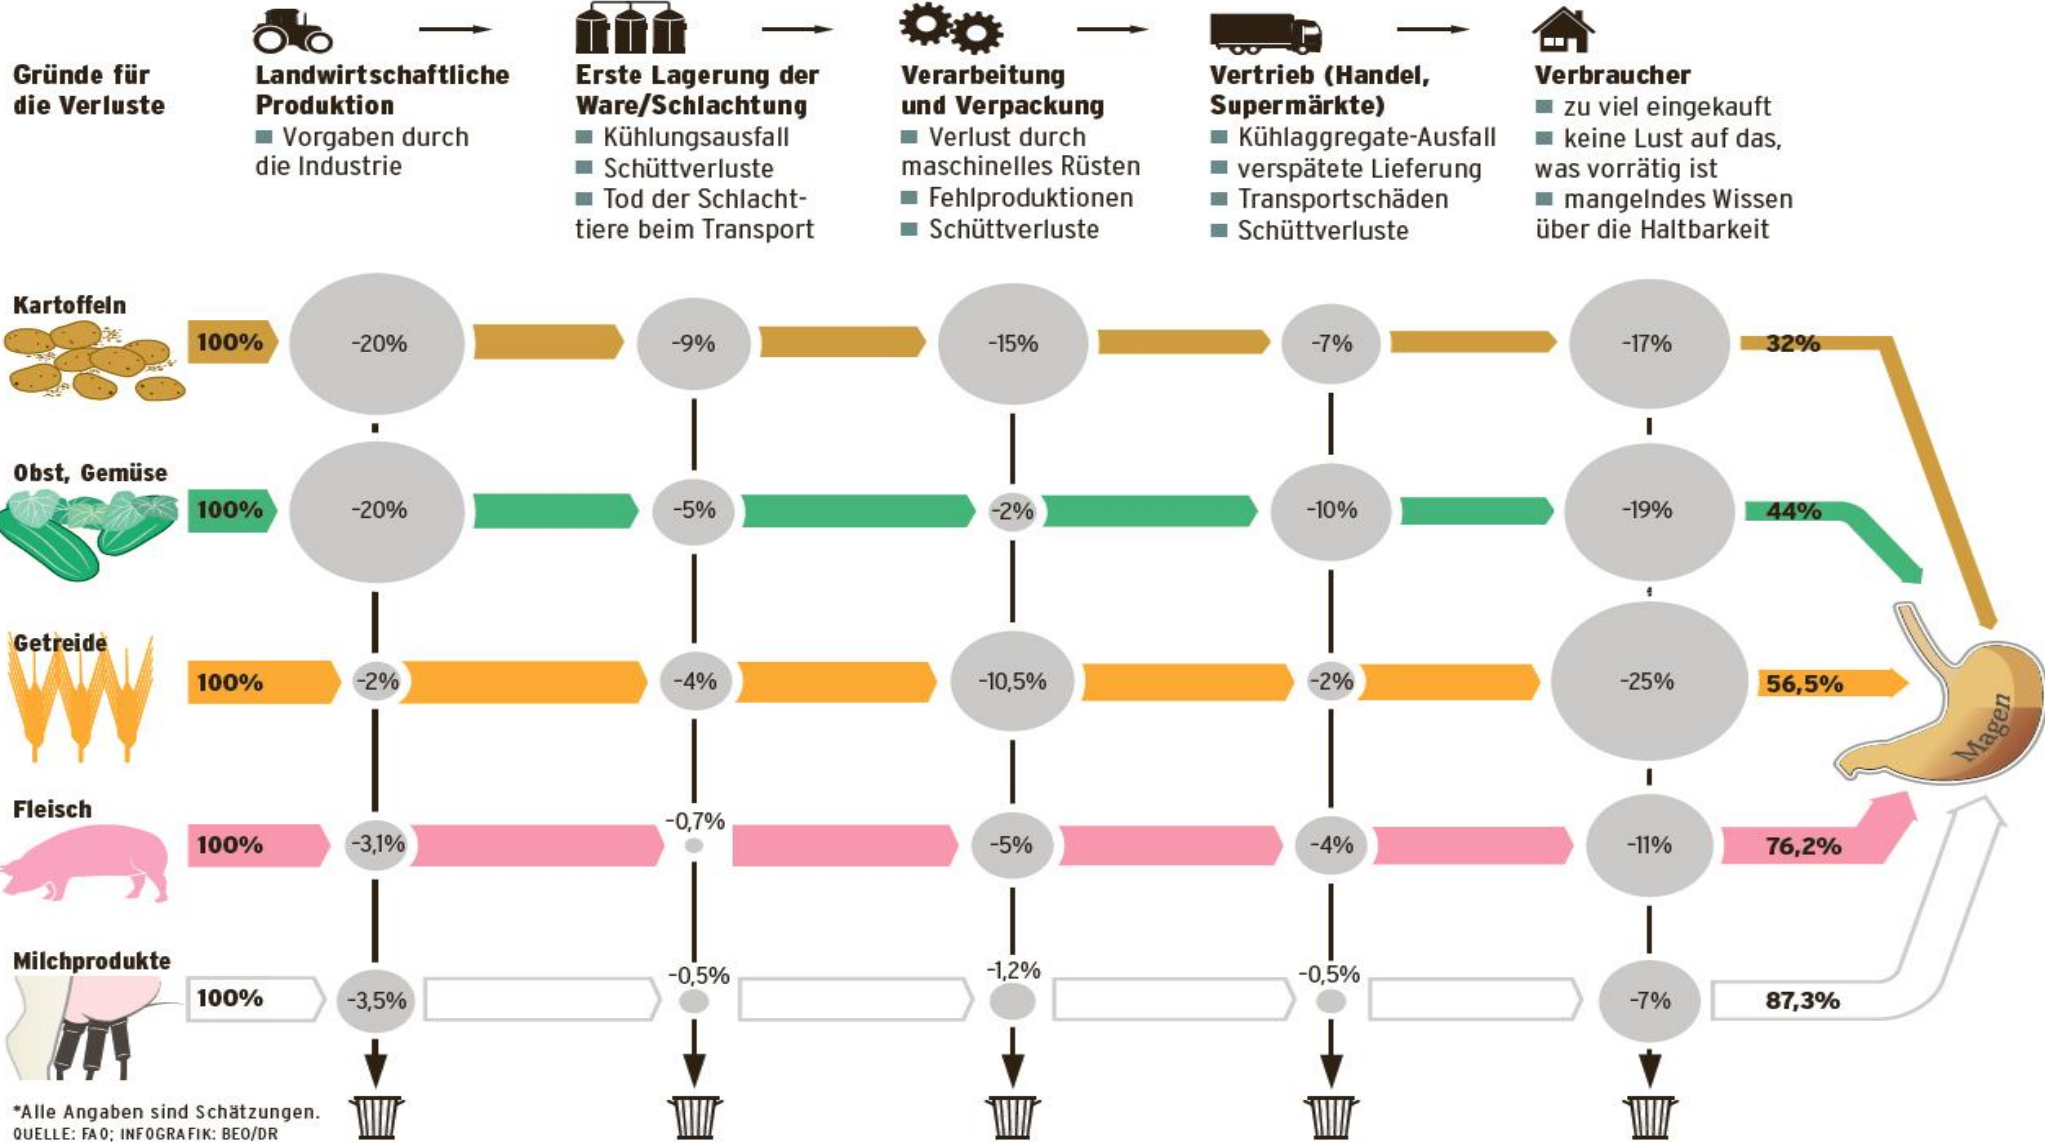 Gründe für
die Verluste
Landwirtschaftliche
Produktion
Vorgaben durch
die Industrie
Erste Lagerung der
Ware/Schlachtung
Kühlungsausfall
Schüttverluste
Tod der Schlacht-
tiere beim Transport
Verarbeitung
und Verpackung
Verlust durch
maschinelles Rüsten
Fehlproduktionen
Schüttverluste
Vertrieb (Handel,
Supermärkte)
Kühlaggregate-Ausfall
verspätete Lieferung
Transportschäden
Schüttverluste
Verbraucher
zu viel eingekauft
keine Lust auf das,
was vorrätig ist
mangelndes Wissen
über die Haltbarkeit
Kartoffeln
100% -20% -9% -15% -7% -17% 32%
Obst, Gemüse
100% -20% -5% -2% -10% -19% 44%
Getreide
100% -2% -4% -10,5% -2% -25% 56,5%
Magen
Fleisch
100% -3,1% -0,7% -5% -4% -11% 76,2%
Milchprodukte
100% -3,5% -0,5% -1,2% -0,5% -7% 87,3%
*Alle Angaben sind Schätzungen.
QUELLE: FAO; INFOGRAFIK: BEO/DR